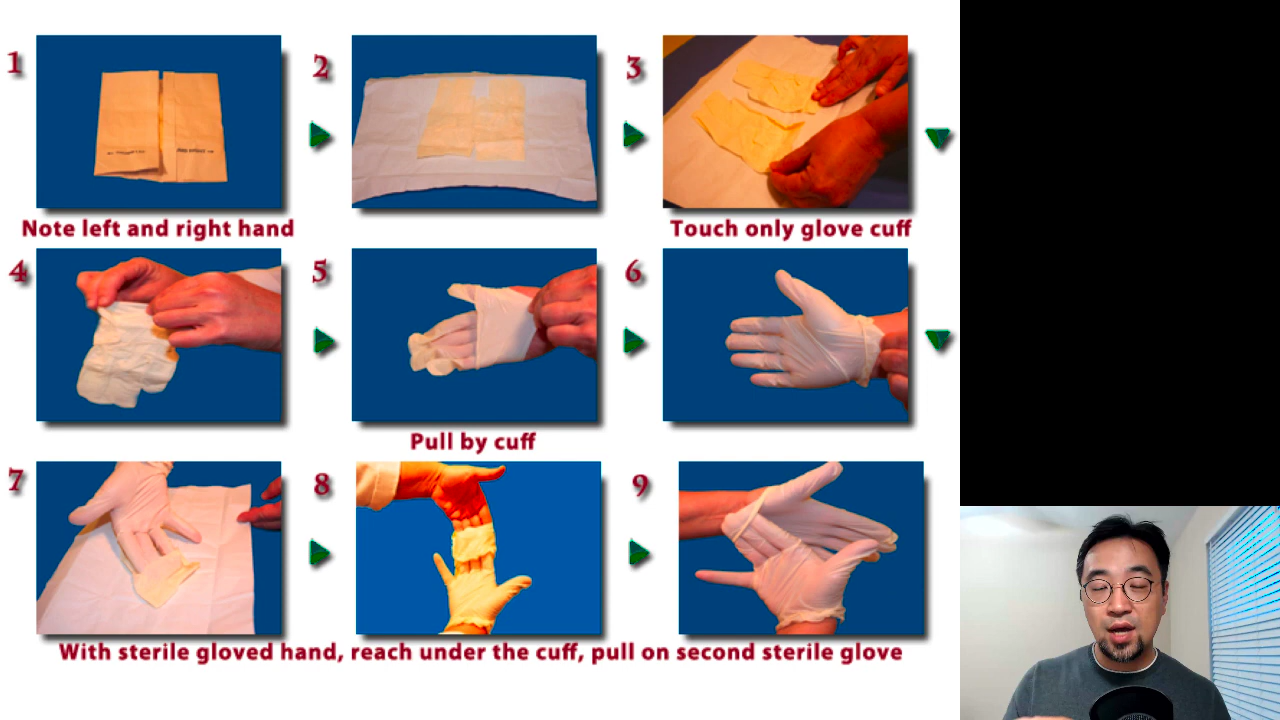 1
2
3
Note left and right hand
Touch only glove cuff
4
5
6
Pull by cuff
7
8
9
With sterile gloved hand, reach under the cuff, pull on second sterile glove